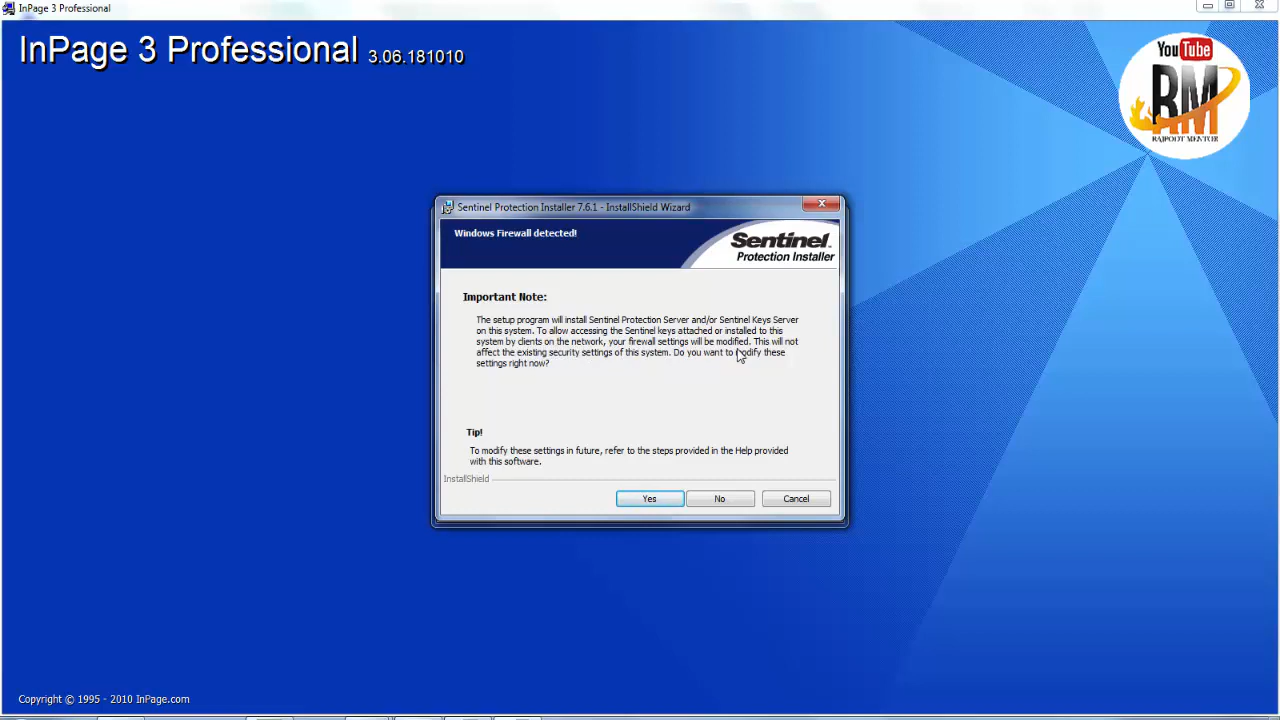 InPage 3 Professional
InPage 3 Professional 3.06.181010
YouTube
RM
RAJPOOT MENTOR
Sentinel Protection Installer 7.6.1 - InstallShield Wizard
Windows Firewall detected!
Sentinel
Protection Installer
Important Note:
The setup program will install Sentinel Protection Server and/or Sentinel Keys Server
on this system. To allow accessing the Sentinel keys attached or installed to this
system by clients on the network, your firewall settings will be modified. This will not
affect the existing security settings of this system. Do you want to modify these
settings right now?
Tip!
To modify these settings in future, refer to the steps provided in the Help provided
with this software.
InstallShield
Yes No Cancel
Copyright © 1995 - 2010 InPage.com